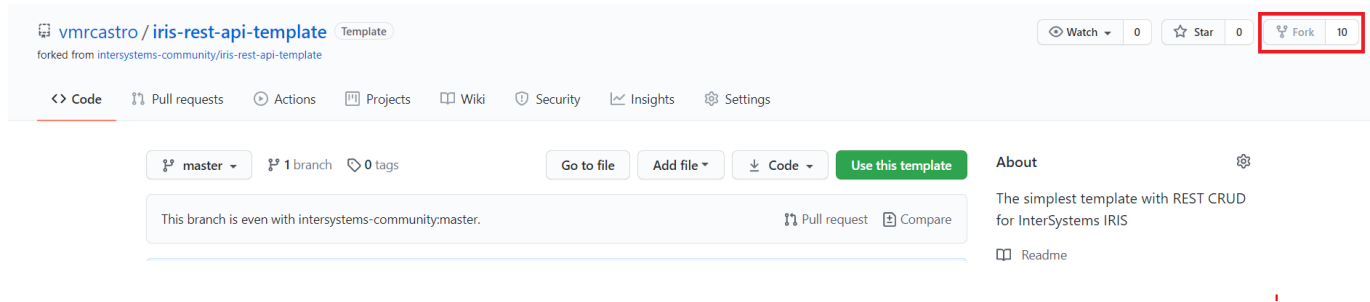 vmrcastro / iris-rest-api-template Template Watch 0 Star 0 Fork 10
forked from intersystems-community/iris-rest-api-template
<> Code Pull requests Actions Projects Wiki Security Insights Settings
master 1 branch 0 tags Go to file Add file Code Use this template About
The simplest template with REST CRUD
This branch is even with intersystems-community:master. Pull request Compare for InterSystems IRIS
Readme